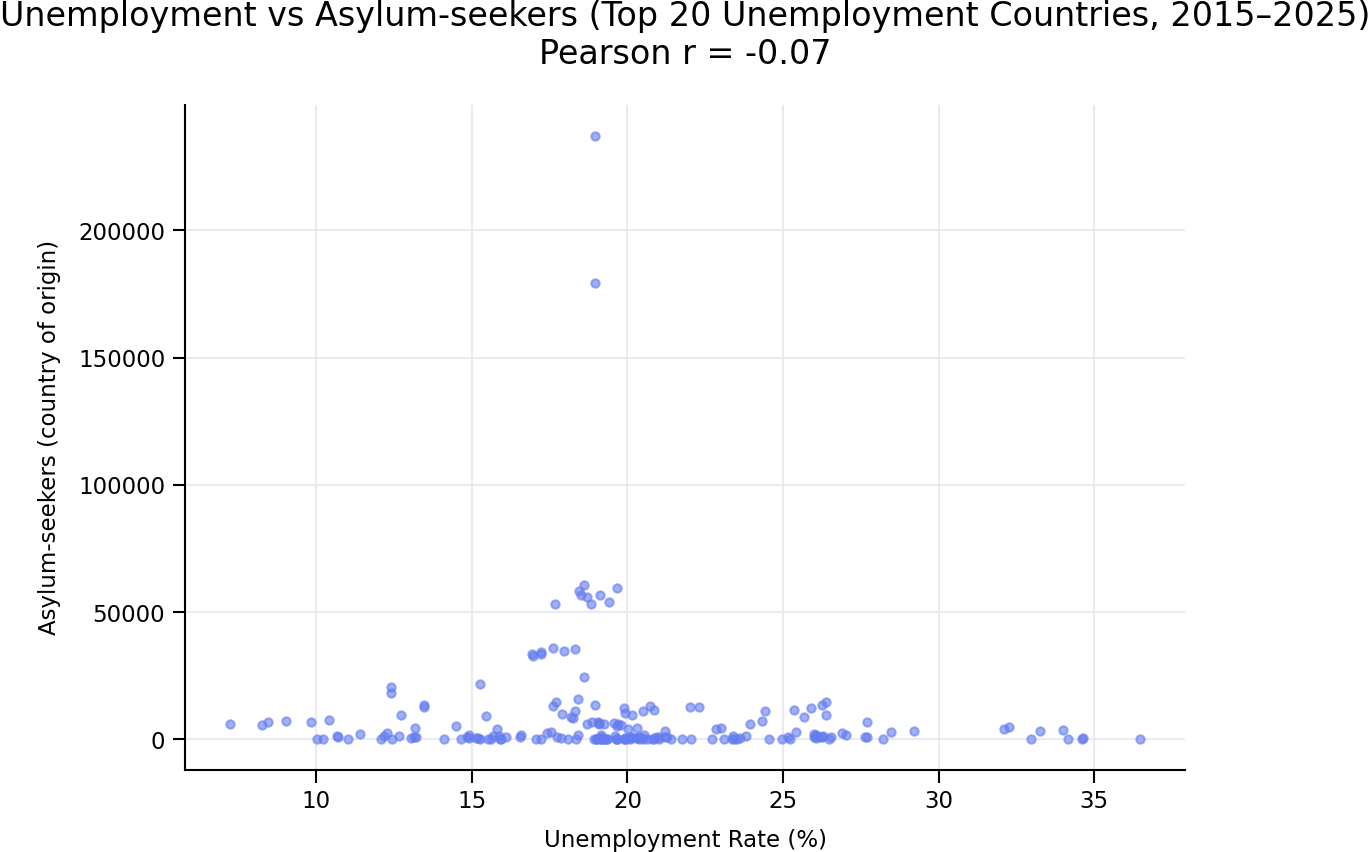 Unemployment vs Asylum-seekers (Top 20 Unemployment Countries, 2015–2025)
Pearson r = -0.07
Asylum-seekers (country of origin)
200000
150000
100000
50000
0
10 15 20 25 30 35
Unemployment Rate (%)